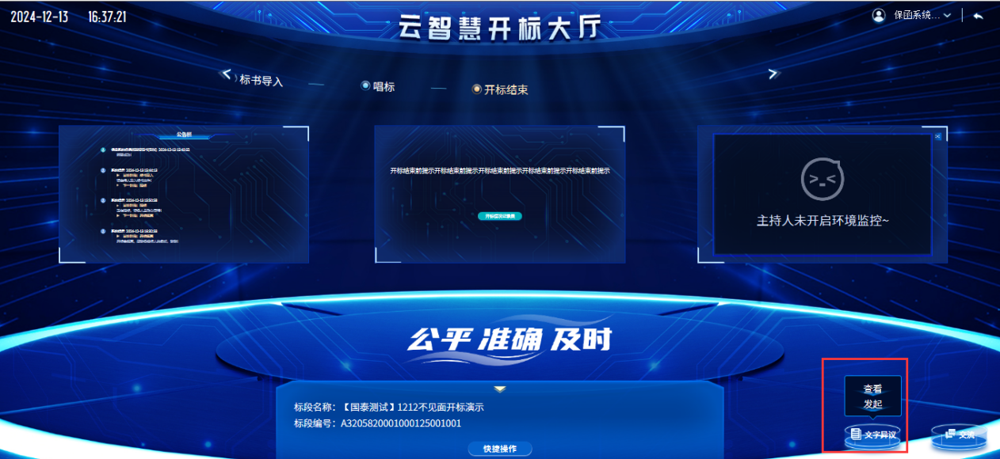 2024-12-13 16:37:21
云智慧开标大厅
保函系统...
标书导入
唱标
开标结束
公告栏
开标结束前提示开标结束前提示开标结束前提示开标结束前提示开标结束前提示
主持人未开启环境监控~
公平 准确 及时
标段名称：【国泰测试】1212不见面开标演示
标段编号：A3205820001000125001001
快捷操作
查看
发起
文字异议
交流